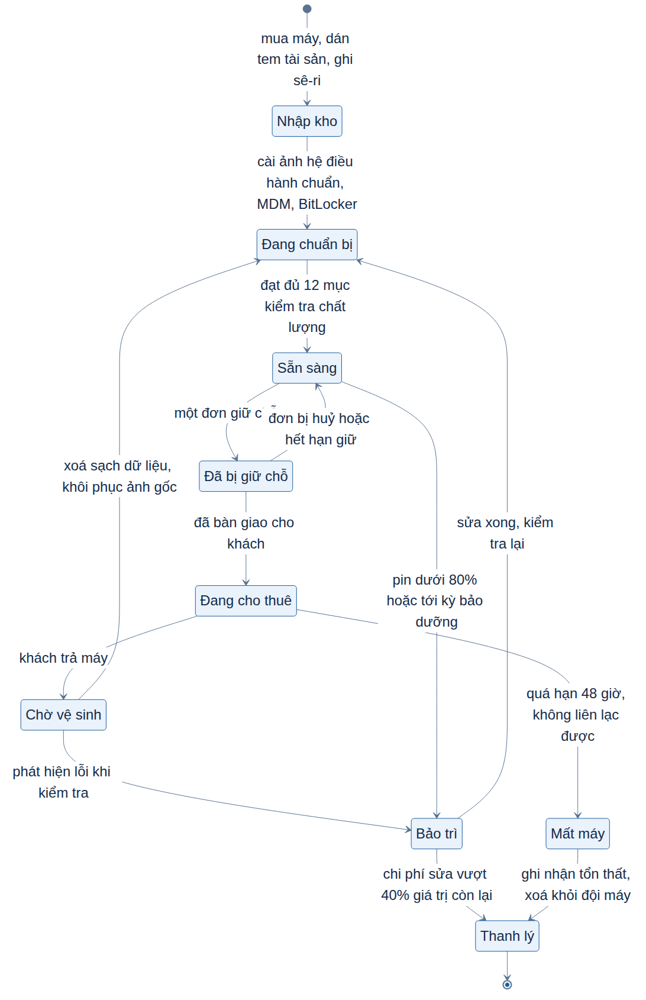 mua máy, dán
tem tài sản, ghi
sê-ri
Nhập kho
cài ảnh hệ điều
hành chuẩn,
MDM, BitLocker
Đang chuẩn bị
đạt đủ 12 mục
kiểm tra chất
lượng
Sẵn sàng
một đơn giữ
đơn bị huỷ hoặc
hết hạn giữ
xoá sạch dữ liệu,
khôi phục ảnh gốc
Đã bị giữ chỗ
đã bàn giao cho
khách
sửa xong, kiểm
tra lại
pin dưới 80%
hoặc tới kỳ bảo
dưỡng
Đang cho thuê
khách trả máy
quá hạn 48 giờ,
không liên lạc
được
Chờ vệ sinh
phát hiện lỗi khi
kiểm tra
Bảo trì
Mất máy
chi phí sửa vượt
40% giá trị còn lại
ghi nhận tổn thất,
xoá khỏi đội máy
Thanh lý